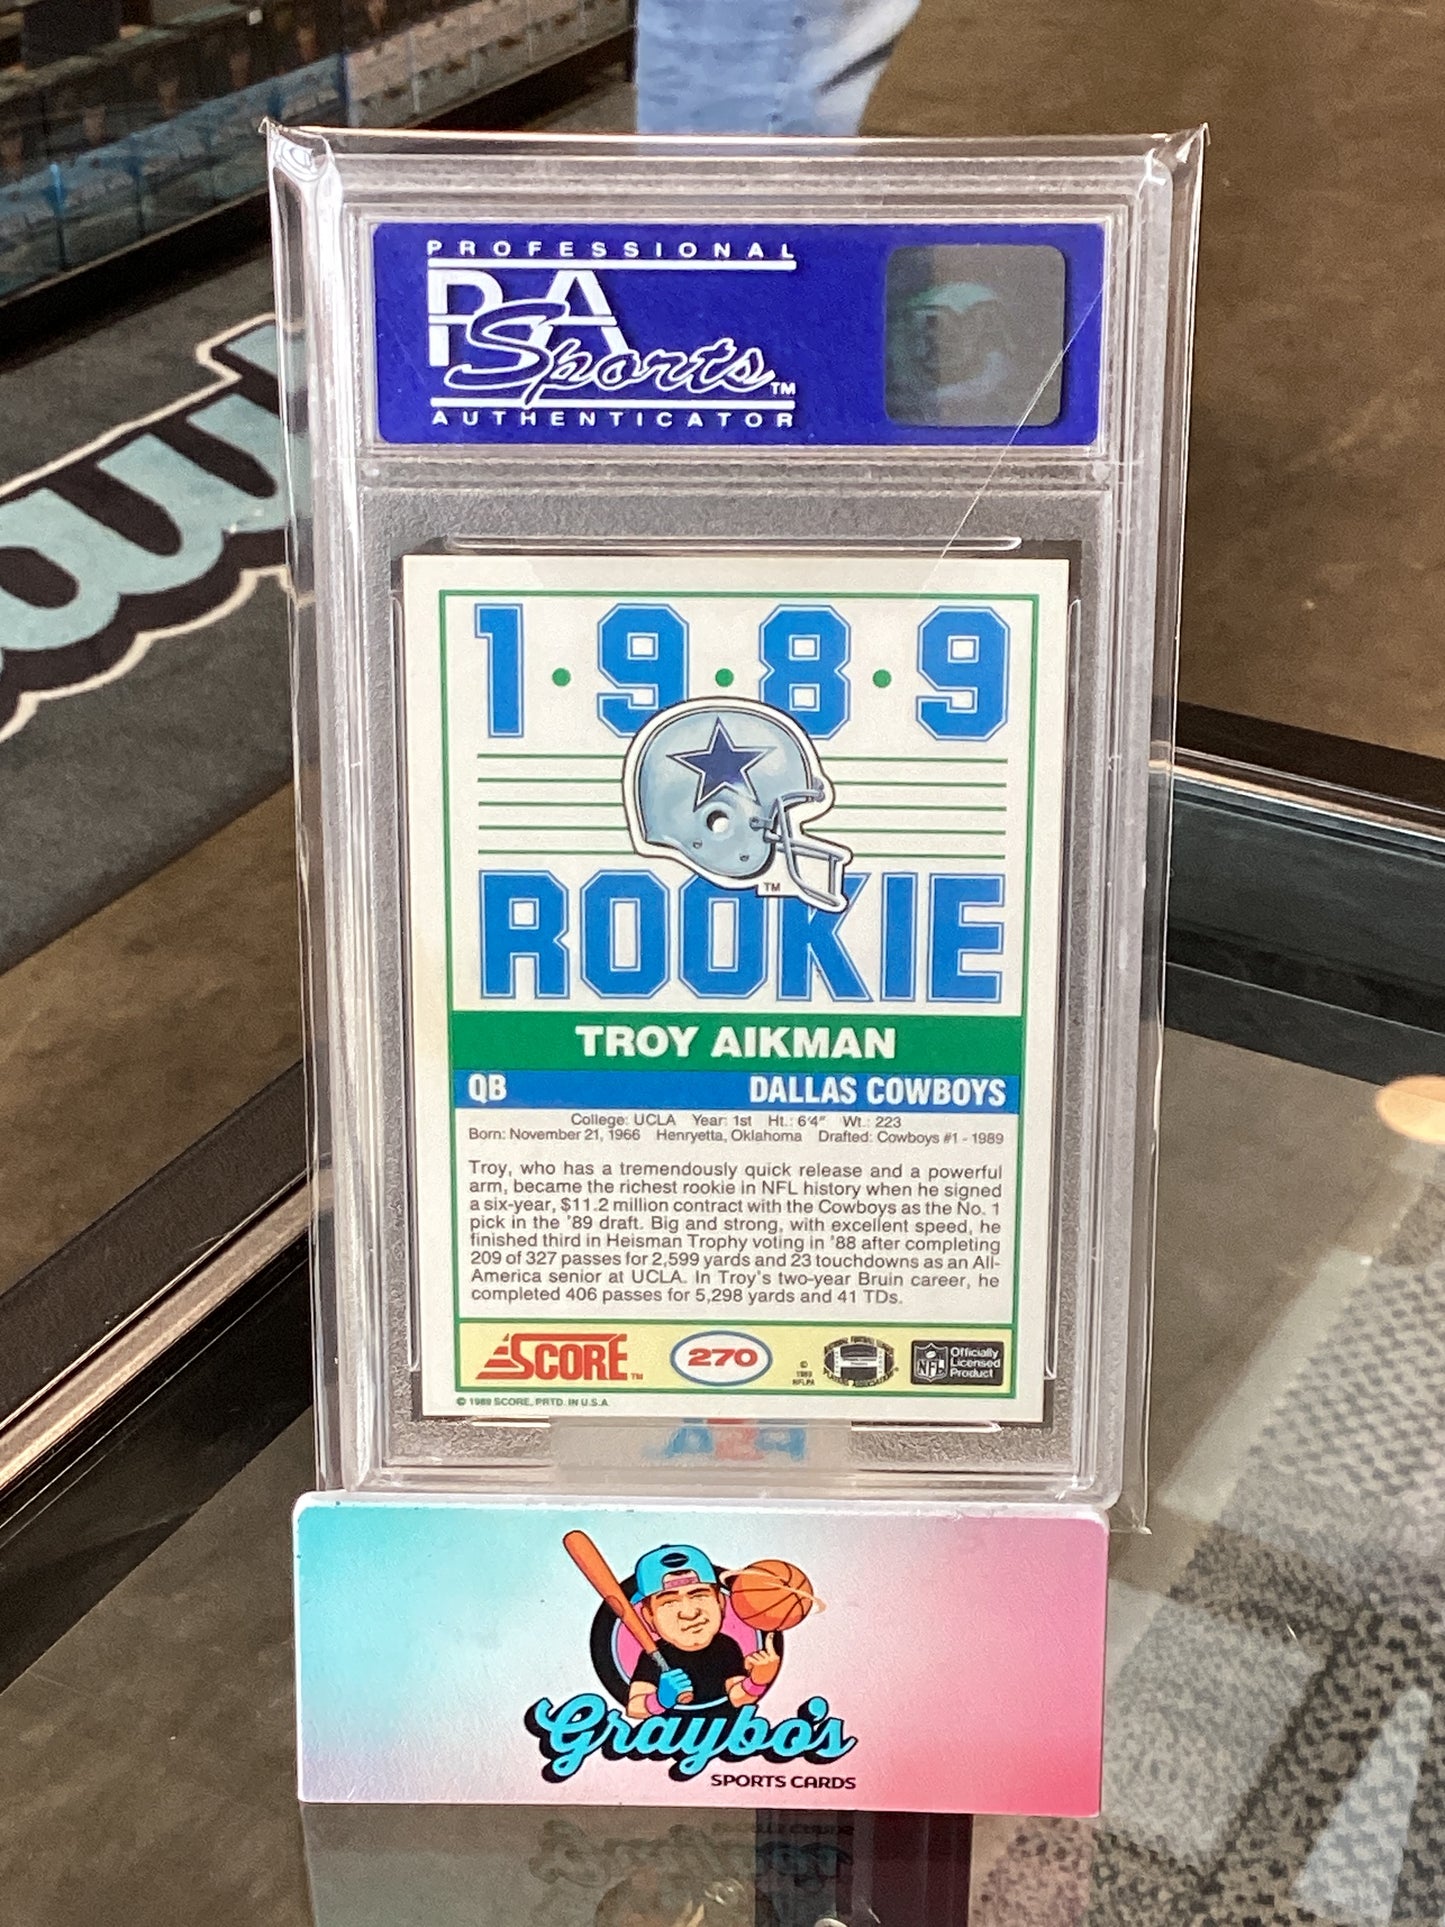 PROFESSIONAL
PSA
Sports™
AUTHENTICATOR
1·9·8·9
TM
ROOKIE
TROY AIKMAN
QB DALLAS COWBOYS
College: UCLA Year: 1st Ht.: 6'4" Wt.: 223
Born: November 21, 1966 Henryetta, Oklahoma Drafted: Cowboys #1 - 1989
Troy, who has a tremendously quick release and a powerful
arm, became the richest rookie in NFL history when he signed
a six-year, $11.2 million contract with the Cowboys as the No. 1
pick in the '89 draft. Big and strong, with excellent speed, he
finished third in Heisman Trophy voting in '88 after completing
209 of 327 passes for 2,599 yards and 23 touchdowns as an All-
America senior at UCLA. In Troy's two-year Bruin career, he
completed 406 passes for 5,298 yards and 41 TDs.
SCORE™ 270
© 1989 NFLPA
NFL Officially
Licensed
Product
© 1989 SCORE, PRTD. IN U.S.A.
PSA
Graybo's
SPORTS CARDS